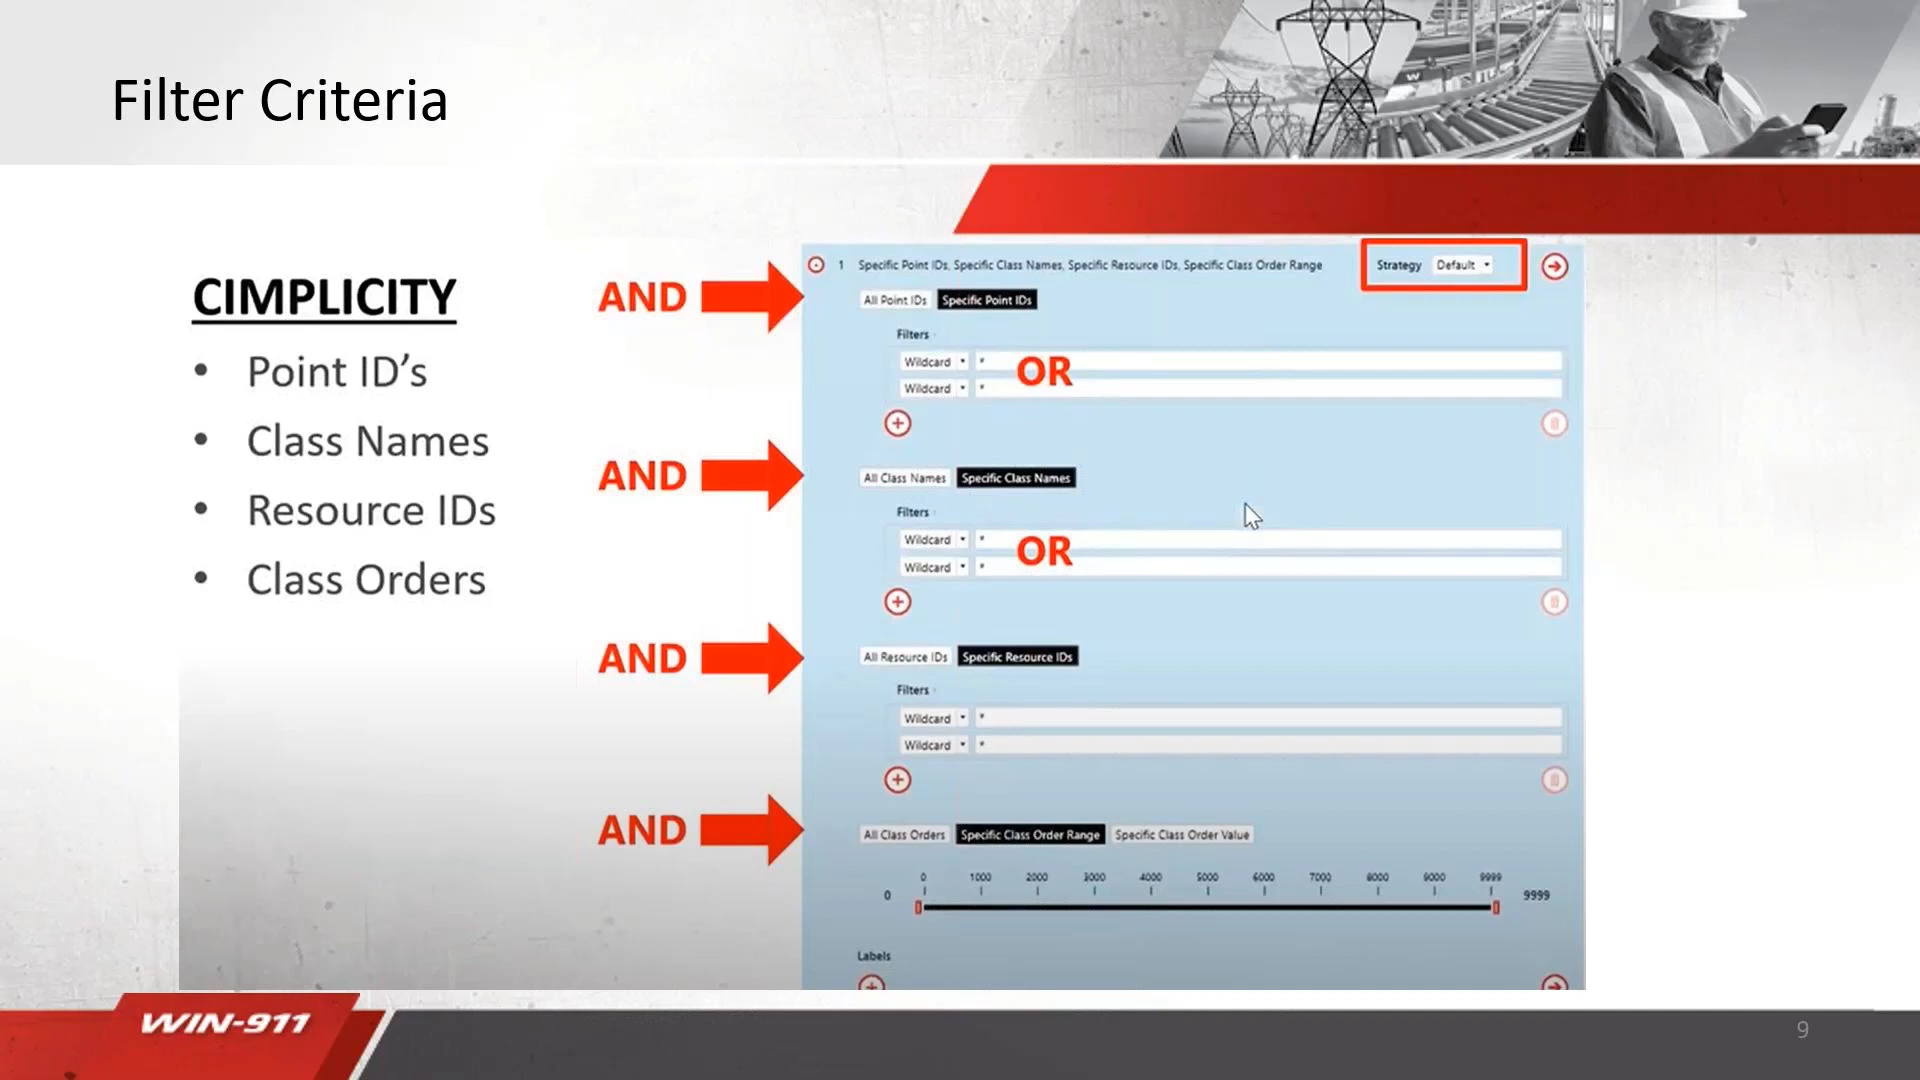 Filter Criteria
CIMPLICITY
• Point ID’s
• Class Names
• Resource IDs
• Class Orders
1 Specific Point IDs, Specific Class Names, Specific Resource IDs, Specific Class Order Range Strategy Default
AND
All Point IDs Specific Point IDs
Filters
Wildcard *
OR
Wildcard *
AND
All Class Names Specific Class Names
Filters
Wildcard *
OR
Wildcard *
AND
All Resource IDs Specific Resource IDs
Filters
Wildcard *
Wildcard *
AND
All Class Orders Specific Class Order Range Specific Class Order Value
0 1000 2000 3000 4000 5000 6000 7000 8000 9000 9999
0 9999
Labels
WIN-911
9